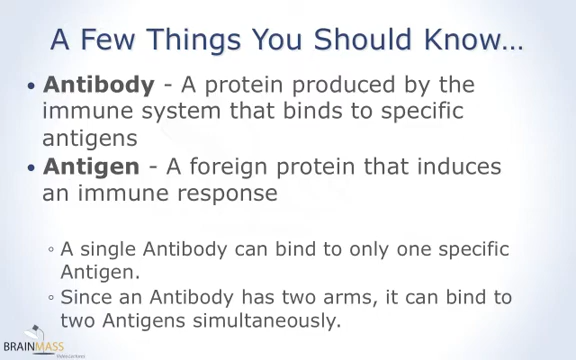 A Few Things You Should Know...
• Antibody - A protein produced by the
immune system that binds to specific
antigens
• Antigen - A foreign protein that induces
an immune response
◦ A single Antibody can bind to only one specific
Antigen.
◦ Since an Antibody has two arms, it can bind to
two Antigens simultaneously.
BRAINMASS